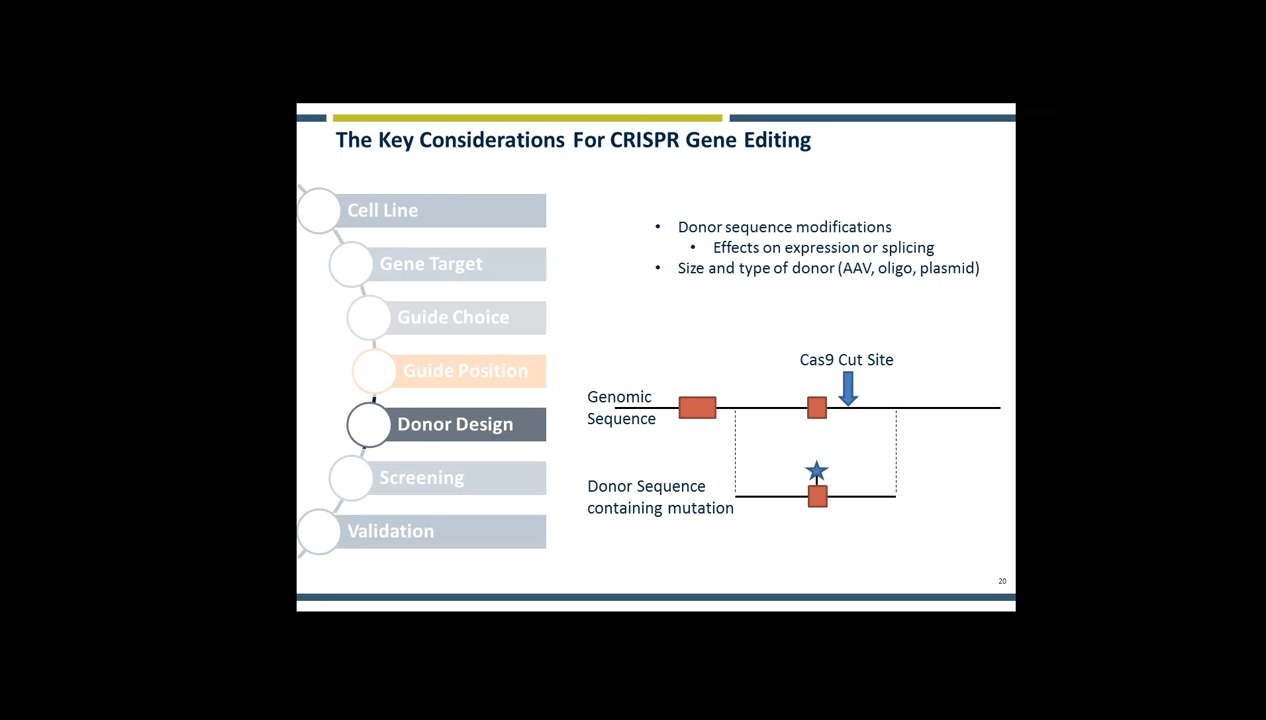 The Key Considerations For CRISPR Gene Editing
Cell Line
Gene Target
Guide Choice
Guide Position
Donor Design
Screening
Validation
• Donor sequence modifications
• Effects on expression or splicing
• Size and type of donor (AAV, oligo, plasmid)
Cas9 Cut Site
Genomic
Sequence
Donor Sequence
containing mutation
20